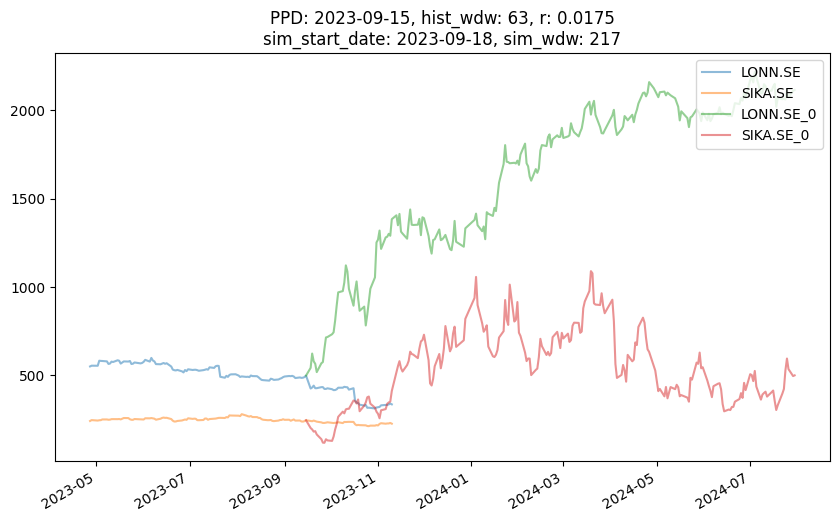 PPD: 2023-09-15, hist_wdw: 63, r: 0.0175
sim_start_date: 2023-09-18, sim_wdw: 217
LONN.SE
SIKA.SE
LONN.SE_0
SIKA.SE_0
2000
1500
1000
500
2023-05
2023-07
2023-09
2023-11
2024-01
2024-03
2024-05
2024-07